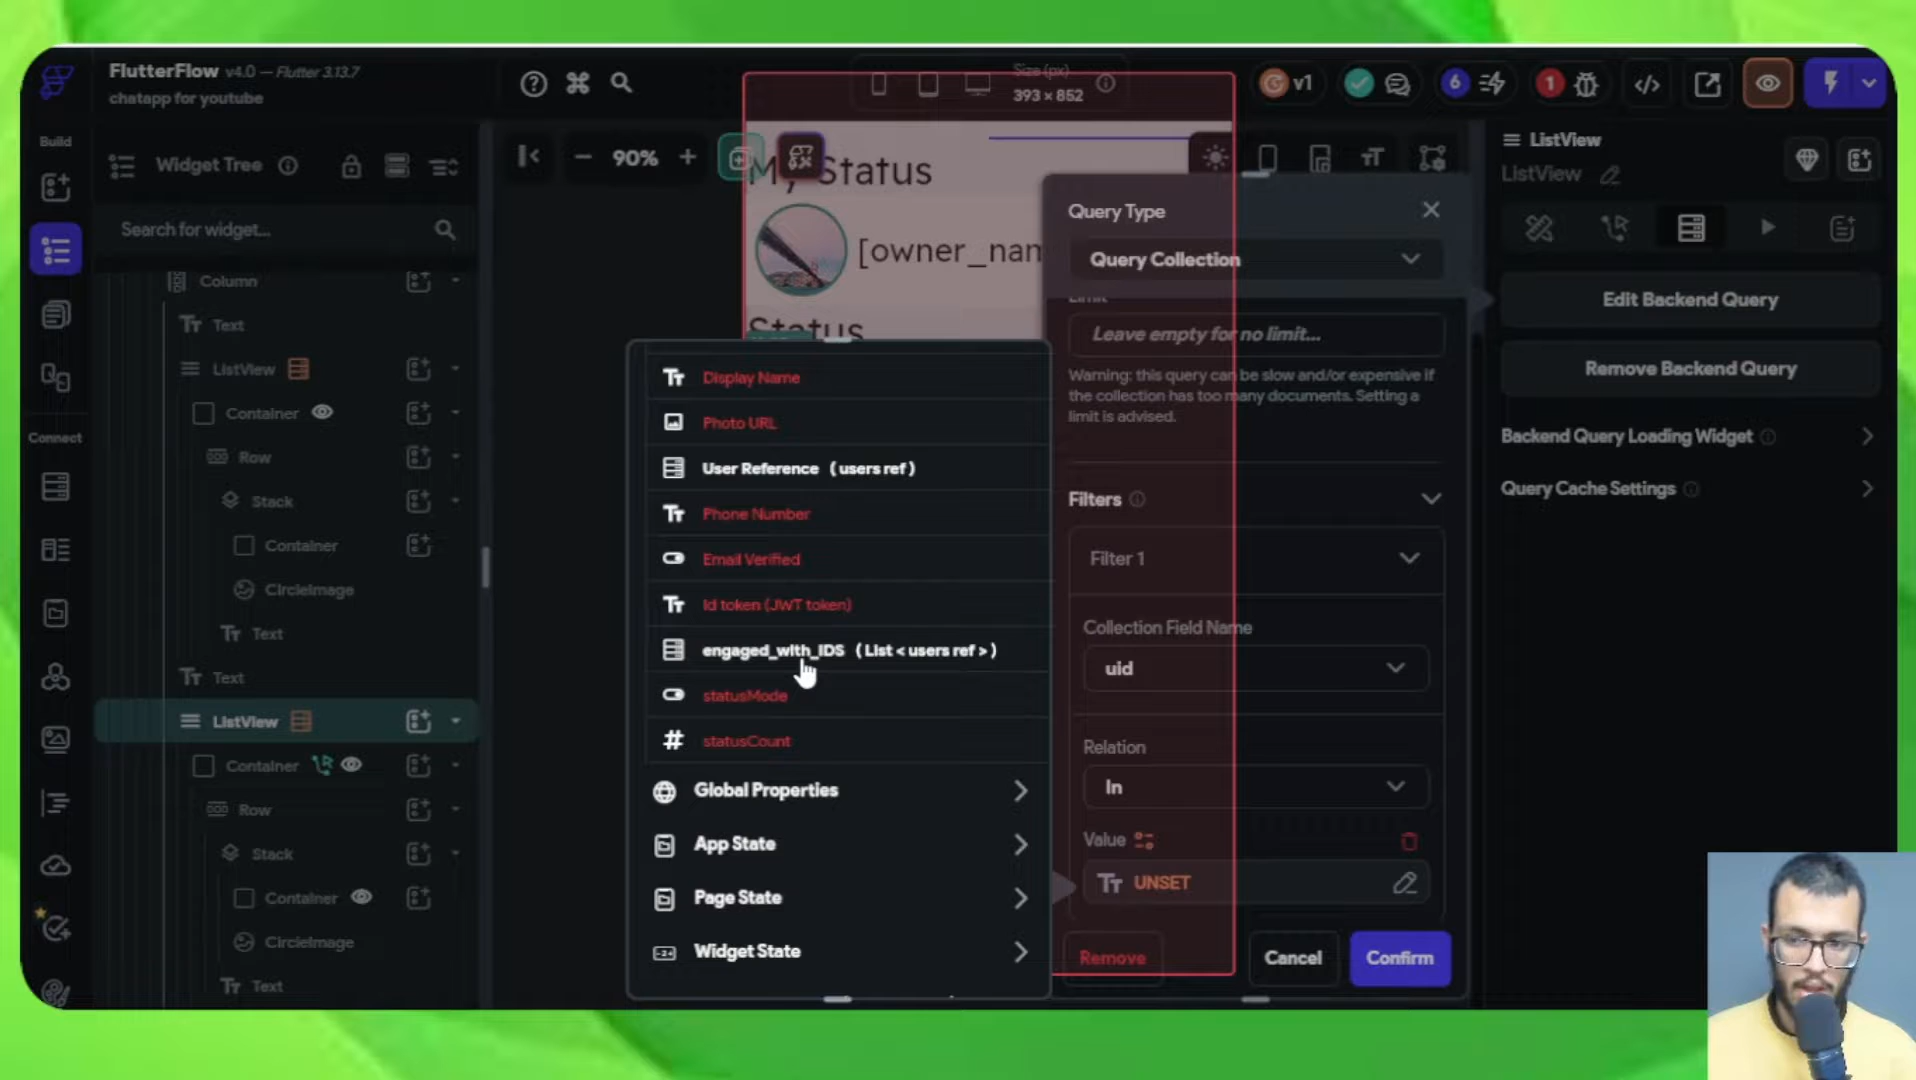 FlutterFlow v4.0 — Flutter 3.13.7
chatapp for youtube
Size (px)
393 × 852
v1
6
1
Build
Widget Tree
90%
Search for widget...
Column
Text
ListView
Container
Row
Stack
Container
CircleImage
Text
Text
ListView
Container
Row
Stack
Container
CircleImage
Text
Connect
My Status
[owner_nam
Status
Display Name
Photo URL
User Reference ( users ref )
Phone Number
Email Verified
Id token (JWT token)
engaged_with_IDS ( List < users ref > )
statusMode
statusCount
Global Properties
App State
Page State
Widget State
Query Type
Query Collection
Limit
Leave empty for no limit...
Warning: this query can be slow and/or expensive if
the collection has too many documents. Setting a
limit is advised.
Filters
Filter 1
Collection Field Name
uid
Relation
In
Value
UNSET
Remove
Cancel
Confirm
ListView
ListView
Edit Backend Query
Remove Backend Query
Backend Query Loading Widget
Query Cache Settings